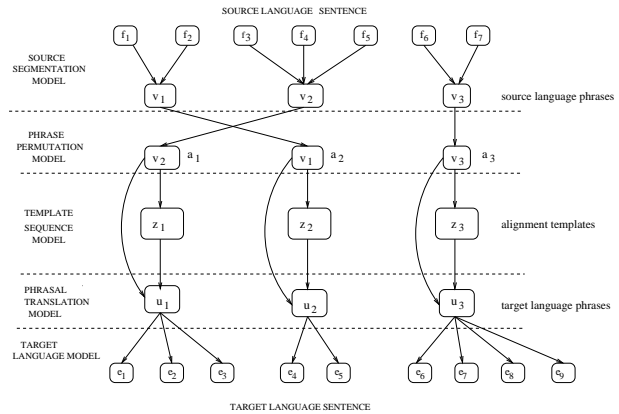 SOURCE LANGUAGE SENTENCE
f1 f2 f3 f4 f5 f6 f7
SOURCE
SEGMENTATION
MODEL
v1 v2 v3 source language phrases
PHRASE
PERMUTATION
MODEL
v2 a1 v1 a2 v3 a3
TEMPLATE
SEQUENCE
MODEL
z1 z2 z3 alignment templates
PHRASAL
TRANSLATION
MODEL
u1 u2 u3 target language phrases
TARGET
LANGUAGE MODEL
e1 e2 e3 e4 e5 e6 e7 e8 e9
TARGET LANGUAGE SENTENCE